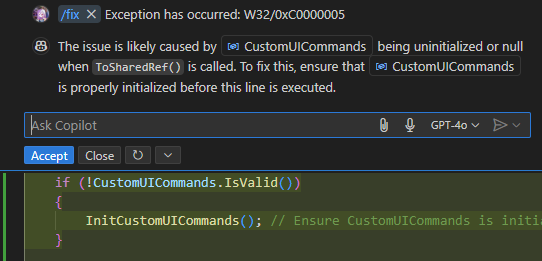 /fix × Exception has occurred: W32/0xC0000005
The issue is likely caused by CustomUICommands being uninitialized or null
when ToSharedRef() is called. To fix this, ensure that CustomUICommands
is properly initialized before this line is executed.
Ask Copilot
GPT-4o
Accept Close
if (!CustomUICommands.IsValid())
{
InitCustomUICommands(); // Ensure CustomUICommands is initia
}